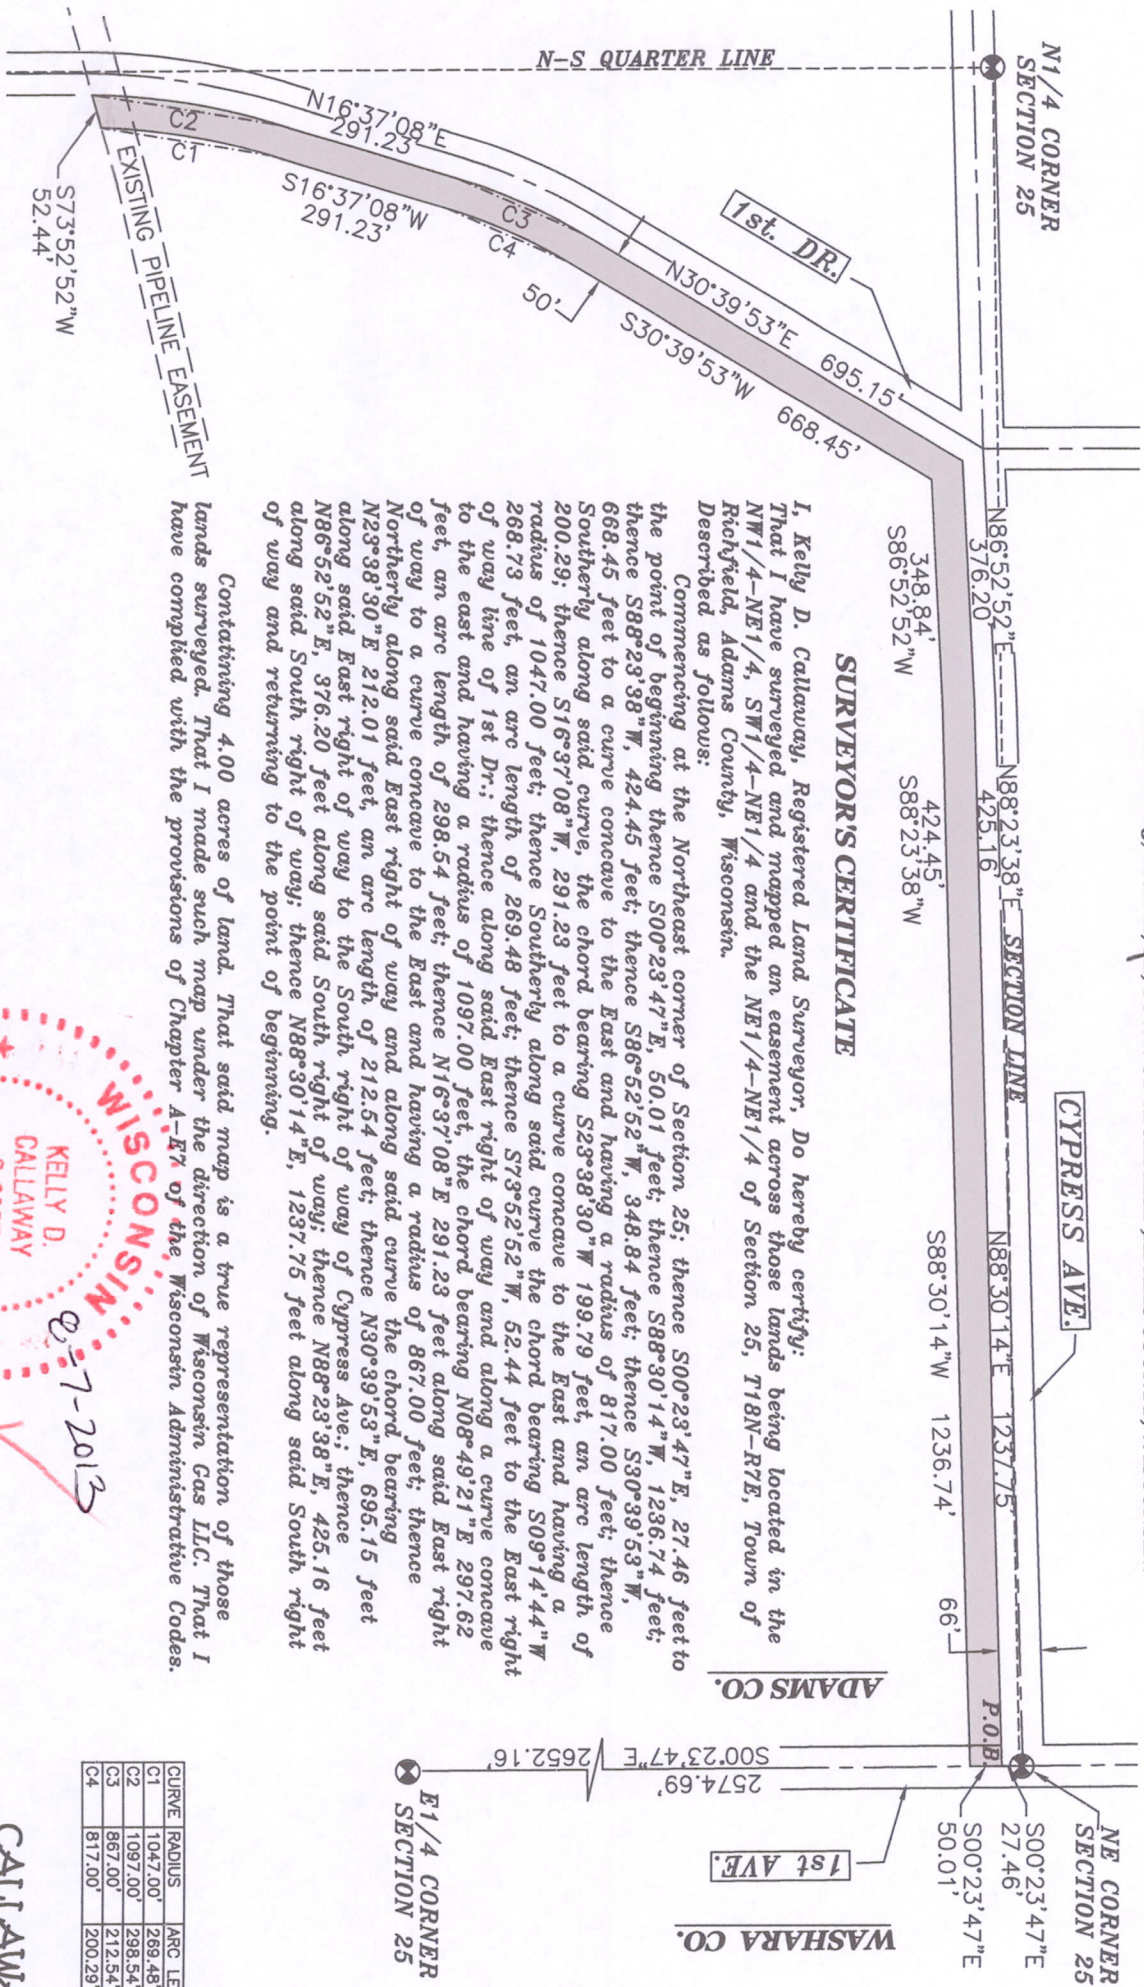 N1/4 CORNER
SECTION 25
N-S QUARTER LINE
CYPRESS AVE.
NE CORNER
SECTION 25
S00°23'47"E
27.46'
S00°23'47"E
50.01'
N86°52'52"E
376.20'
N88°23'38"E
425.16'
SECTION LINE
N88°30'14"E 1237.75'
66'
P.O.B.
348.84'
S86°52'52"W
424.45'
S88°23'38"W
S88°30'14"W 1236.74'
1st. DR.
N30°39'53"E 695.15'
S30°39'53"W 668.45'
50'
C3
C4
N16°37'08"E
291.23'
S16°37'08"W
291.23'
C2
C1
EXISTING PIPELINE EASEMENT
S73°52'52"W
52.44'
ADAMS CO.
S00°23'47"E 2652.16'
2574.69'
1st AVE.
WASHARA CO.
E1/4 CORNER
SECTION 25
SURVEYOR'S CERTIFICATE
I, Kelly D. Callaway, Registered Land Surveyor, Do hereby certify:
That I have surveyed and mapped an easement across those lands being located in the
NW1/4-NE1/4, SW1/4-NE1/4 and the NE1/4-NE1/4 of Section 25, T18N-R7E, Town of
Richfield, Adams County, Wisconsin.
Described as follows:
Commencing at the Northeast corner of Section 25; thence S00°23'47"E, 27.46 feet to
the point of beginning thence S00°23'47"E, 50.01 feet; thence S88°30'14"W, 1236.74 feet;
thence S88°23'38"W, 424.45 feet; thence S86°52'52"W, 348.84 feet; thence S30°39'53"W,
668.45 feet to a curve concave to the East and having a radius of 817.00 feet; thence
Southerly along said curve, the chord bearing S23°38'30"W 199.79 feet, an arc length of
200.29; thence S16°37'08"W, 291.23 feet to a curve concave to the East and having a
radius of 1047.00 feet; thence Southerly along said curve the chord bearing S09°14'44"W
268.73 feet, an arc length of 269.48 feet; thence S73°52'52"W, 52.44 feet to the East right
of way line of 1st Dr.; thence along said East right of way and along a curve concave
to the east and having a radius of 1097.00 feet, the chord bearing N08°49'21"E 297.62
feet, an arc length of 298.54 feet; thence N16°37'08"E 291.23 feet along said East right
of way to a curve concave to the East and having a radius of 867.00 feet; thence
Northerly along said East right of way and along said curve the chord bearing
N23°38'30"E 212.01 feet, an arc length of 212.54 feet; thence N30°39'53"E, 695.15 feet
along said East right of way to the South right of way of Cypress Ave.; thence
N86°52'52"E, 376.20 feet along said South right of way; thence N88°23'38"E, 425.16 feet
along said South right of way; thence N88°30'14"E, 1237.75 feet along said South right
of way and returning to the point of beginning.
Containing 4.00 acres of land. That said map is a true representation of those
lands surveyed. That I made such map under the direction of Wisconsin Gas LLC. That I
have complied with the provisions of Chapter A-E7 of the Wisconsin Administrative Codes.
WISCONSIN
KELLY D.
CALLAWAY
8-7-2013
CURVE RADIUS ARC LE
C1 1047.00' 269.48'
C2 1097.00' 298.54'
C3 867.00' 212.54'
C4 817.00' 200.29'